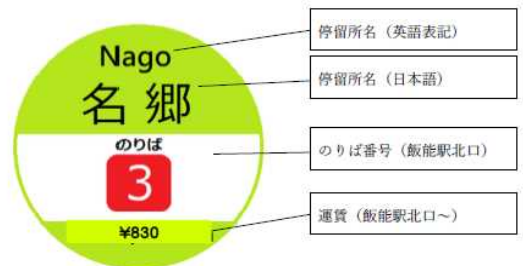 Nago
名郷
のりば
3
¥830
停留所名（英語表記）
停留所名（日本語）
のりば番号（飯能駅北口）
運賃（飯能駅北口～）